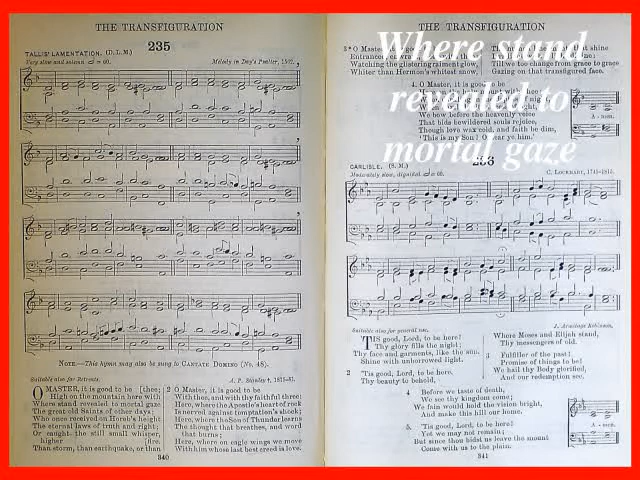 THE TRANSFIGURATION
235
TALLIS' LAMENTATION. (D.L.M.)
Very slow and solemn = 60.
Melody in Day's Psalter, 1562.
NOTE.—This hymn may also be sung to CANTATE DOMINO (No. 48).
Suitable also for Retreats.
A. P. Stanley †, 1815-81.
O MASTER, it is good to be
High on the mountain here with [thee;
Where stand revealed to mortal gaze
The great old Saints of other days;
Who once received on Horeb's height
The eternal laws of truth and right;
Or caught the still small whisper, higher [fire.
Than storm, than earthquake, or than
2 O Master, it is good to be
With thee, and with thy faithful three:
Here, where the Apostle's heart of rock
Is nerved against temptation's shock;
Here, where the Son of Thunder learns
The thought that breathes, and word that burns;
Here, where on eagle wings we move
With him whose last best creed is love.
340
THE TRANSFIGURATION
Where stand
revealed to
mortal gaze
3* O Master, it is good to be
Entranced,
Watching the glistering raiment glow,
Whiter than Hermon's whitest snow,
that shine
Till
change from grace to grace
Gazing on that transfigured face.
4. O Master, it is good to be
We bow before the heavenly voice
That bids bewildered souls rejoice,
Though love wax cold, and faith be dim,
'This is my Son! O hear ye him.'
A - men.
236
CARLISLE. (S. M.)
Moderately slow, dignified = 66.
C. LOCKHART, 1745-1815.
Suitable also for general use.
J. Armitage Robinson.
'TIS good, Lord, to be here!
Thy glory fills the night;
Thy face and garments, like the sun,
Shine with unborrowed light.
2 'Tis good, Lord, to be here,
Thy beauty to behold,
Where Moses and Elijah stand,
Thy messengers of old.
3 Fulfiller of the past!
Promise of things to be!
We hail thy Body glorified,
And our redemption see.
4 Before we taste of death,
We see thy kingdom come;
We fain would hold the vision bright,
And make this hill our home.
5. 'Tis good, Lord, to be here!
Yet we may not remain;
But since thou bidst us leave the mount
Come with us to the plain.
A - men.
341